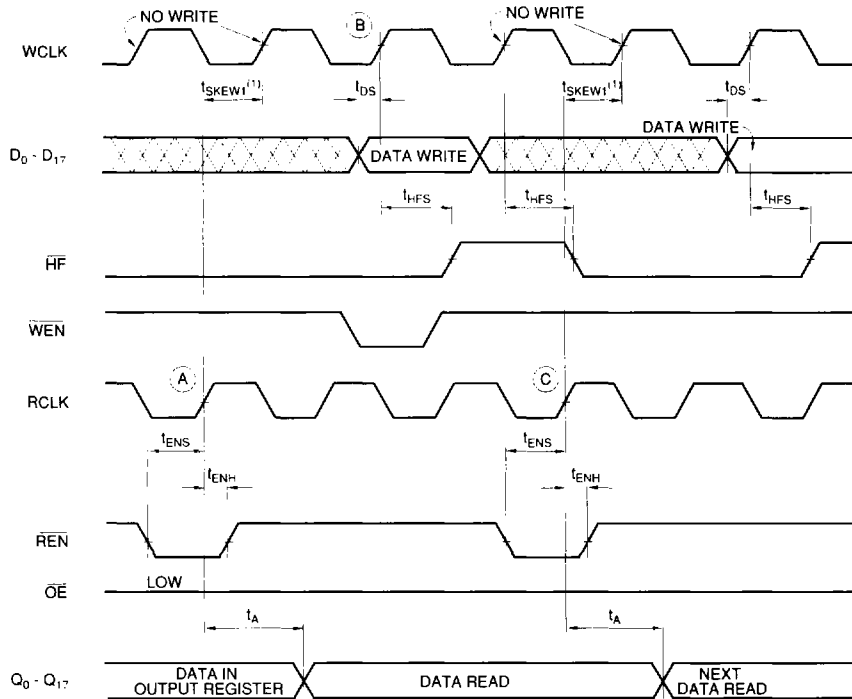 NO WRITE
B
NO WRITE
WCLK
tSKEW1(1)
tDS
tSKEW1(1)
tDS
DATA WRITE
D0 - D17
DATA WRITE
tHFS
tHFS
tHFS
HF
WEN
A
C
RCLK
tENS
tENS
tENH
tENH
REN
LOW
OE
tA
tA
Q0 - Q17
DATA IN
OUTPUT REGISTER
DATA READ
NEXT
DATA READ